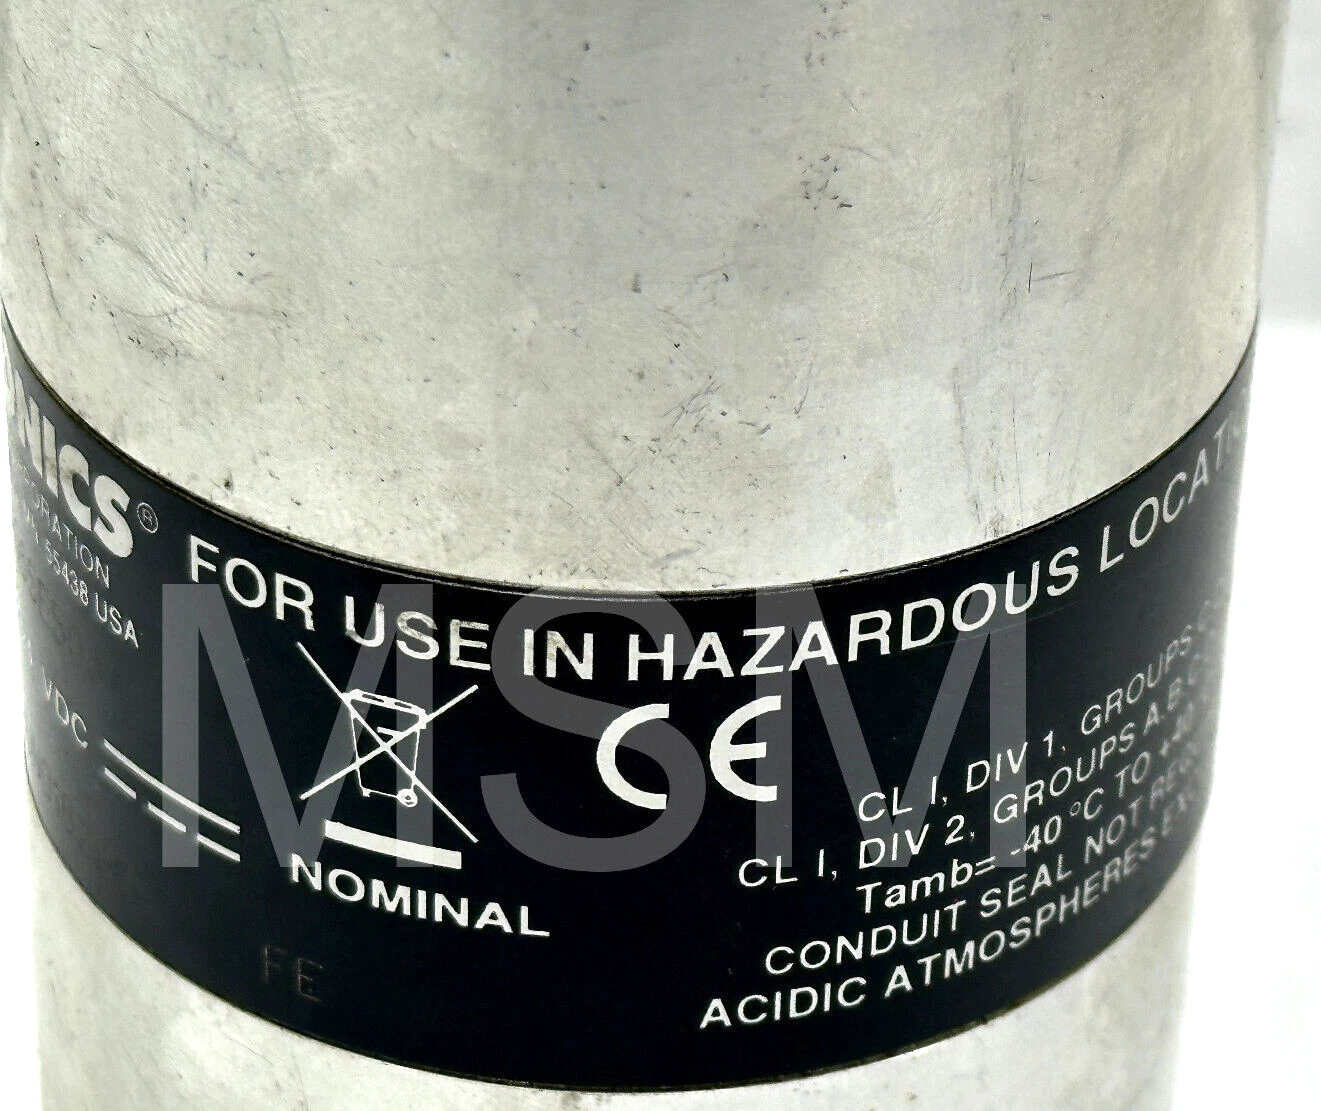 NICS®
ORATION
55438 USA
VDC
FOR USE IN HAZARDOUS
CE
NOMINAL
FE
CL I, DIV 1, GROUPS
CL I, DIV 2, GROUPS A,B,
Tamb= -40 °C TO +40
CONDUIT SEAL NOT
ACIDIC ATMOSPHERES
MSM